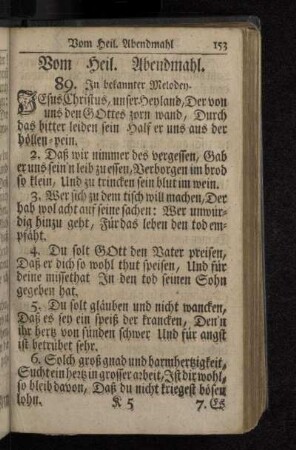 Vom Heil. Abendmahl 153
Vom Heil. Abendmahl.
89. In bekannter Melodey.
JEsus Christus, unser Heyland, Der von
uns den GOttes zorn wand, Durch
das bitter leiden sein Half er uns aus der
höllen-pein.
2. Daß wir nimmer des vergessen, Gab
er uns sein'n leib zu essen, Verborgen im brod
so klein, Und zu trincken sein blut im wein.
3. Wer sich zu dem tisch will machen, Der
hab wol acht auf seine sachen: Wer unwür-
dig hinzu geht, Für das leben den tod em-
pfäht.
4. Du solt GOtt den Vater preisen,
Daß er dich so wohl thut speisen, Und für
deine missethat In den tod seinen Sohn
gegeben hat.
5. Du solt gläuben und nicht wancken,
Daß es sey ein speiß der krancken, Den'n
ihr hertz von sünden schwer Und für angst
ist betrübet sehr.
6. Solch groß gnad und barmhertzigkeit,
Sucht ein hertz in grosser arbeit, Ist dir wohl,
so bleib davon, Daß du nicht kriegest bösen
lohn. K 5 7. Er